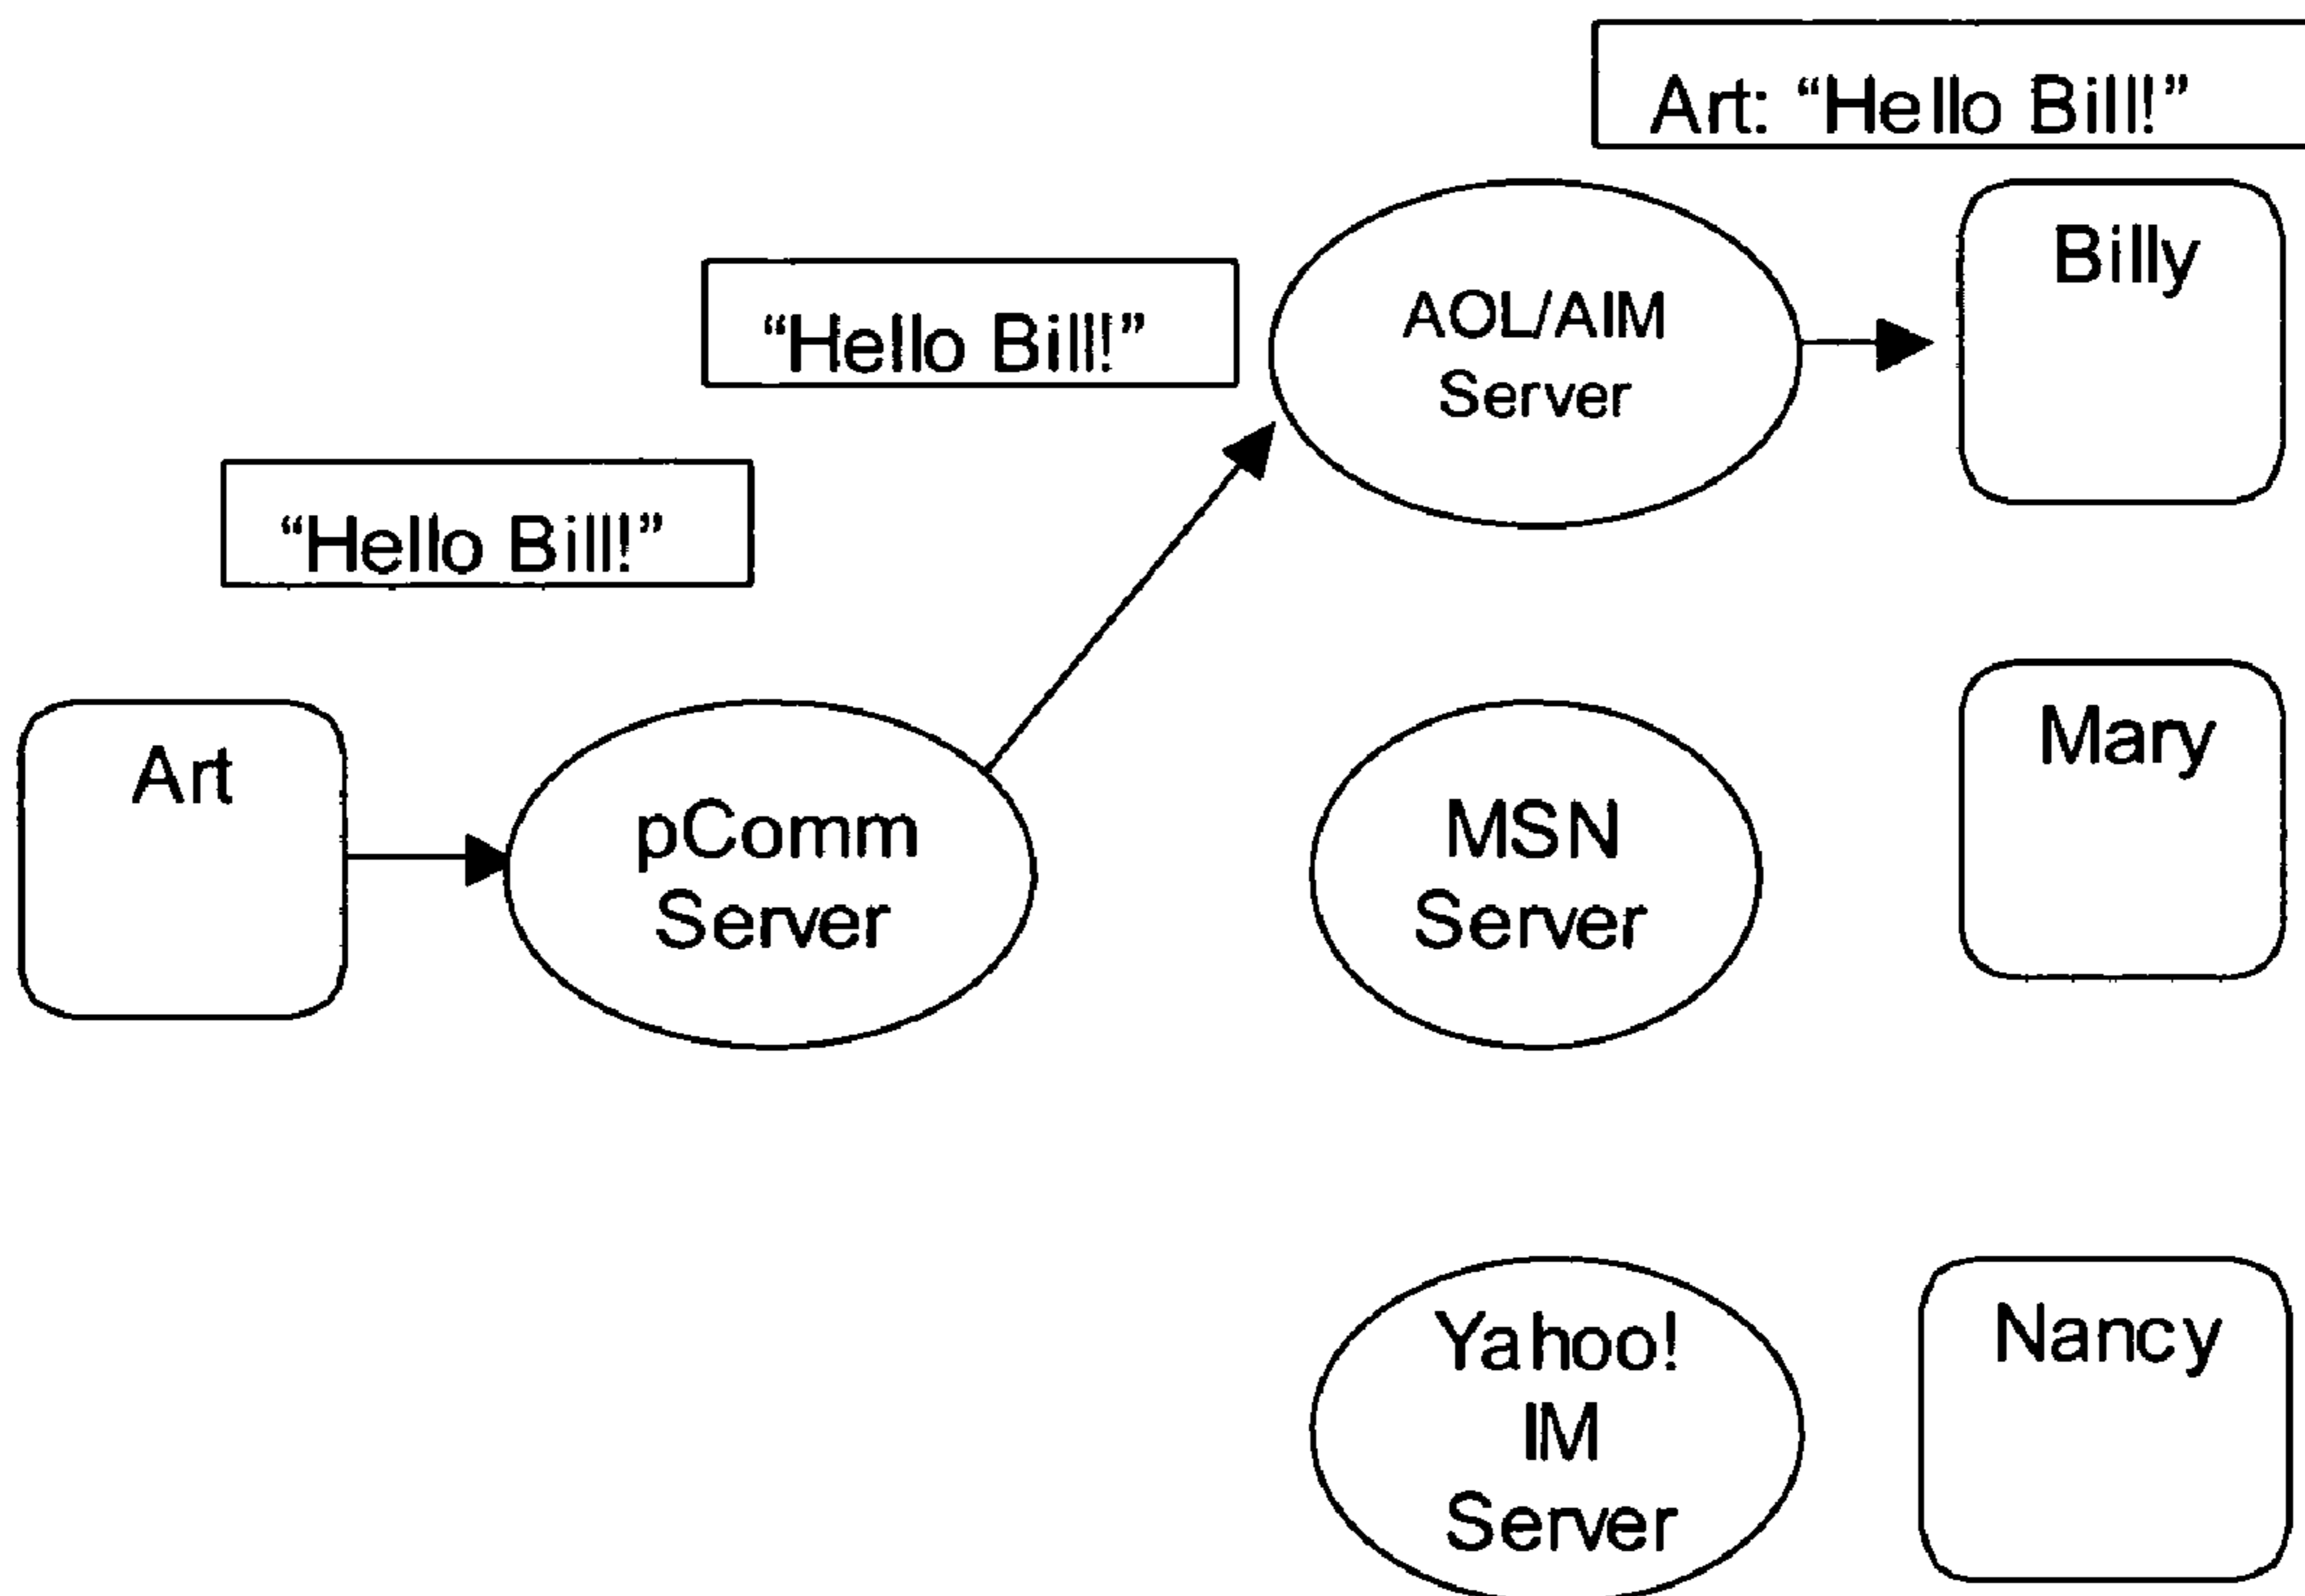 Art: “Hello Bill!”
Billy
AOL/AIM
Server
“Hello Bill!”
“Hello Bill!”
Art
pComm
Server
MSN
Server
Mary
Yahoo!
IM
Server
Nancy